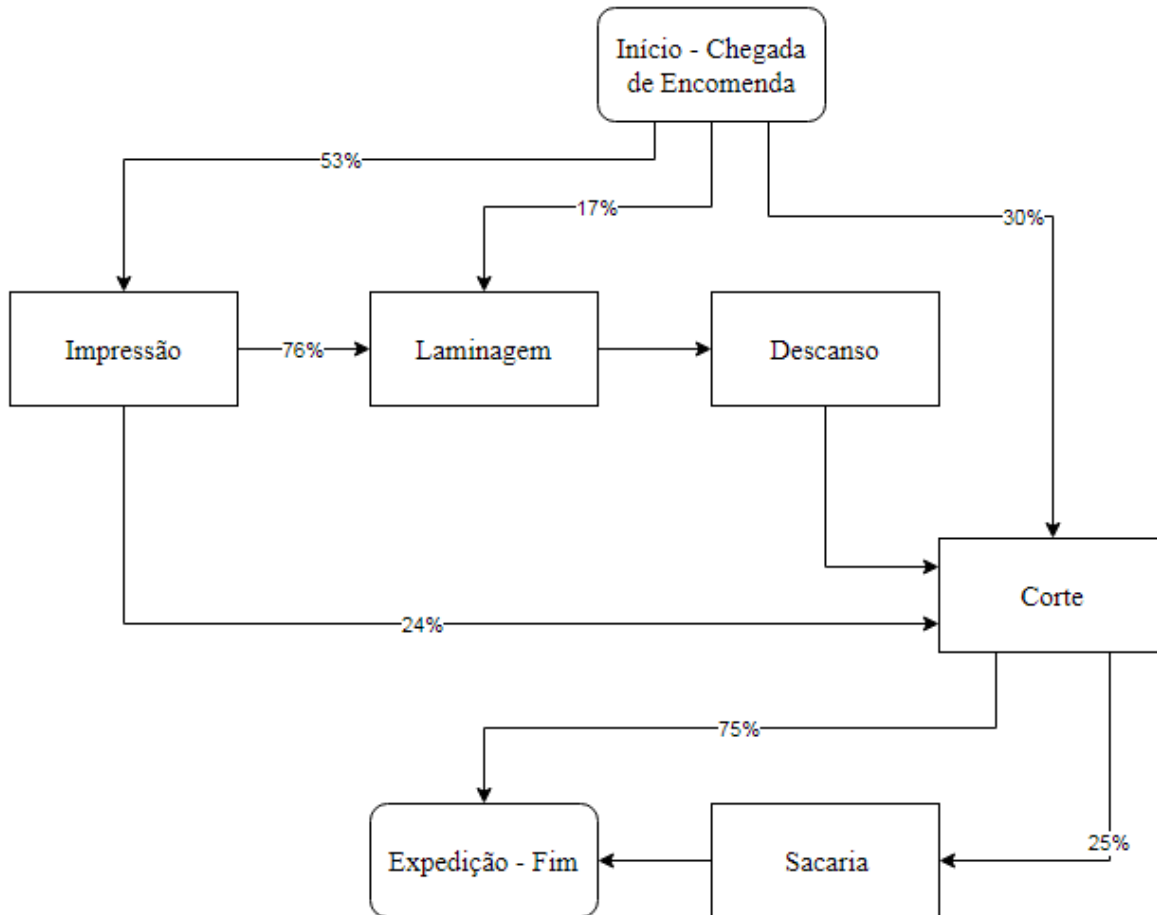 Início - Chegada
de Encomenda
53%
17%
30%
Impressão
76%
Laminagem
Descanso
Corte
24%
75%
Expedição - Fim
Sacaria
25%